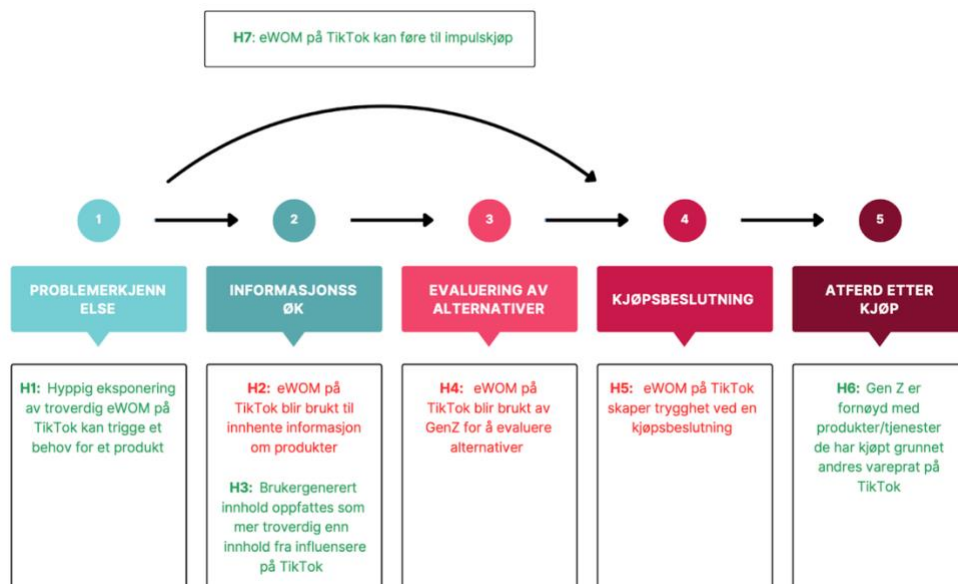 H7: eWOM på TikTok kan føre til impulskjøp
1
2
3
4
5
PROBLEMERKJENN
ELSE
INFORMASJONSS
ØK
EVALUERING AV
ALTERNATIVER
KJØPSBESLUTNING
ATFERD ETTER
KJØP
H1: Hyppig eksponering
av troverdig eWOM på
TikTok kan trigge et
behov for et produkt
H2: eWOM på
TikTok blir brukt til
innhente informasjon
om produkter
H3: Brukergenerert
innhold oppfattes som
mer troverdig enn
innhold fra influensere
på TikTok
H4: eWOM på
TikTok blir brukt av
GenZ for å evaluere
alternativer
H5: eWOM på TikTok
skaper trygghet ved en
kjøpsbeslutning
H6: Gen Z er
fornøyd med
produkter/tjenester
de har kjøpt grunnet
andres vareprat på
TikTok